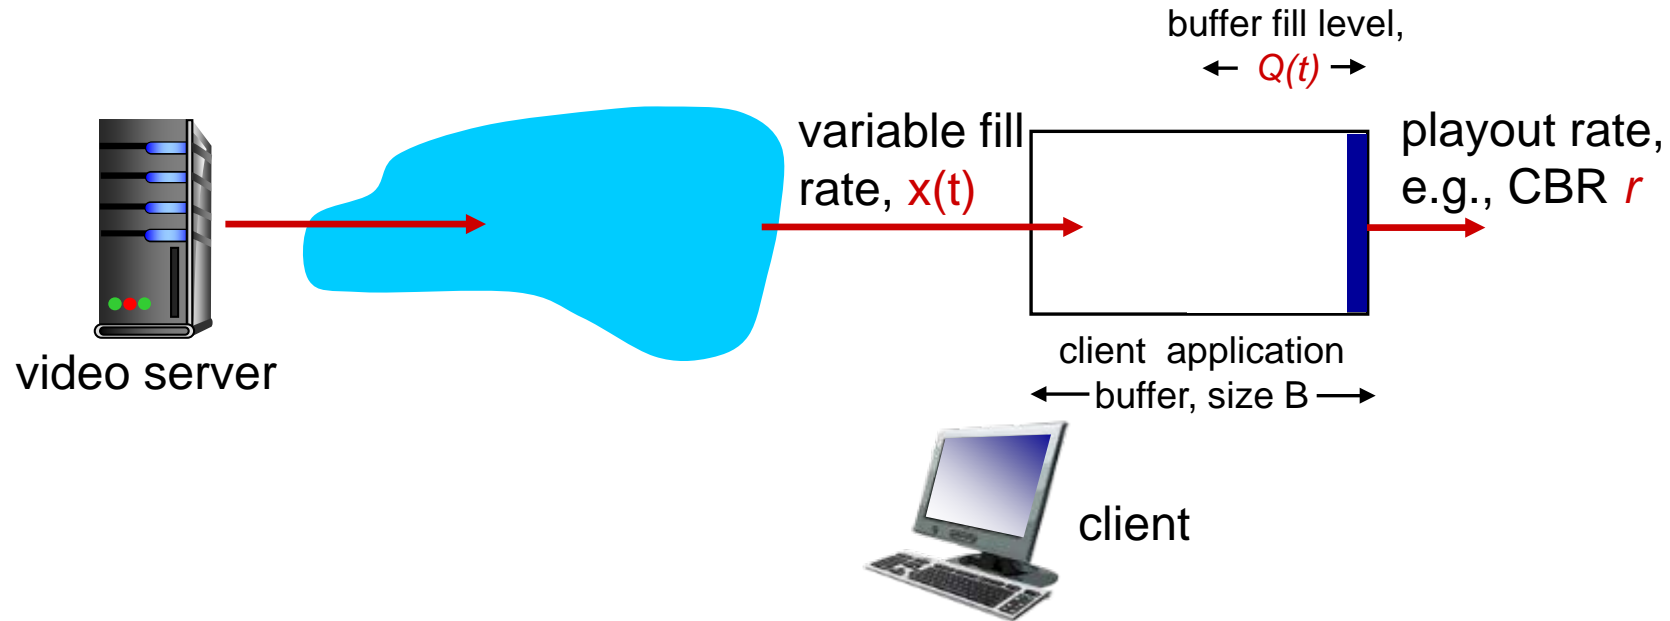 buffer fill level,
Q(t)
variable fill
rate, x(t)
playout rate,
e.g., CBR r
video server
client application
buffer, size B
client